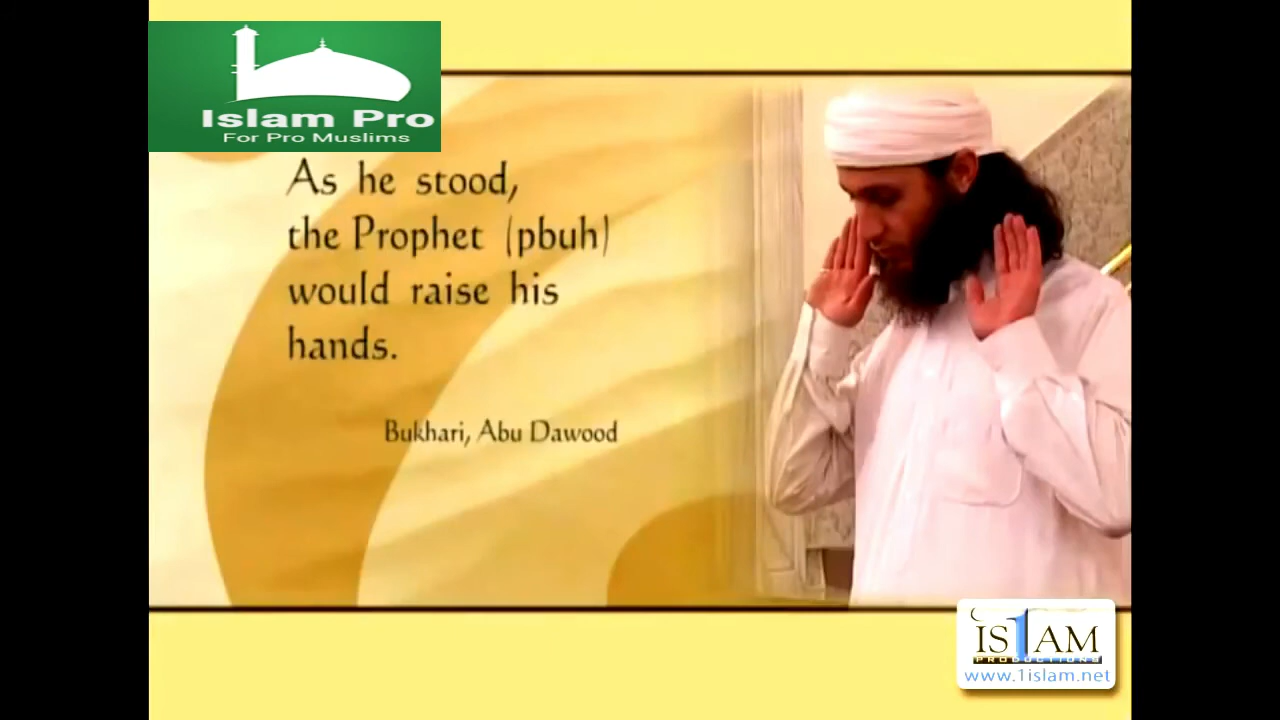 Islam Pro
For Pro Muslims
As he stood,
the Prophet (pbuh)
would raise his
hands.
Bukhari, Abu Dawood
IS1AM
PRODUCTIONS
www.1islam.net